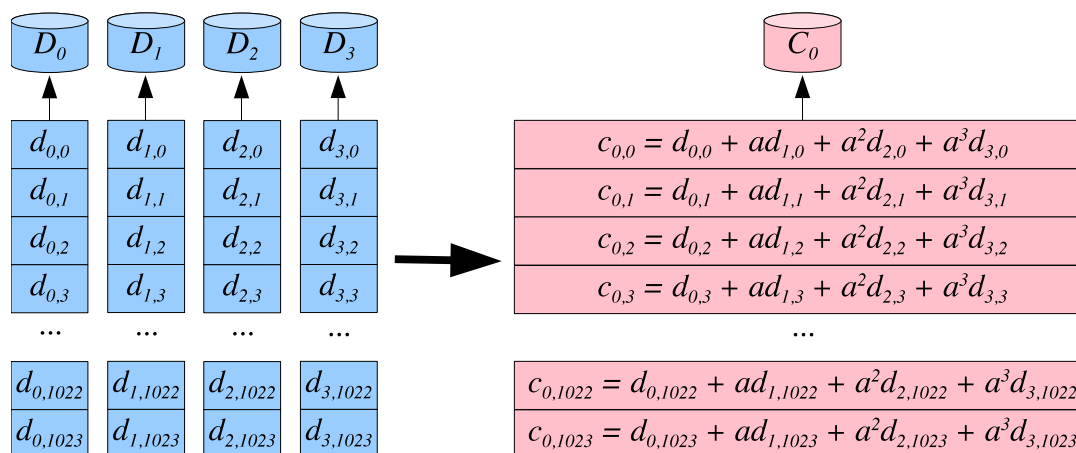 D₀ D₁ D₂ D₃ C₀
d₀,₀ d₁,₀ d₂,₀ d₃,₀ c₀,₀ = d₀,₀ + ad₁,₀ + a²d₂,₀ + a³d₃,₀
d₀,₁ d₁,₁ d₂,₁ d₃,₁ c₀,₁ = d₀,₁ + ad₁,₁ + a²d₂,₁ + a³d₃,₁
d₀,₂ d₁,₂ d₂,₂ d₃,₂ c₀,₂ = d₀,₂ + ad₁,₂ + a²d₂,₂ + a³d₃,₂
d₀,₃ d₁,₃ d₂,₃ d₃,₃ c₀,₃ = d₀,₃ + ad₁,₃ + a²d₂,₃ + a³d₃,₃
... ... ... ... ...
d₀,₁₀₂₂ d₁,₁₀₂₂ d₂,₁₀₂₂ d₃,₁₀₂₂ c₀,₁₀₂₂ = d₀,₁₀₂₂ + ad₁,₁₀₂₂ + a²d₂,₁₀₂₂ + a³d₃,₁₀₂₂
d₀,₁₀₂₃ d₁,₁₀₂₃ d₂,₁₀₂₃ d₃,₁₀₂₃ c₀,₁₀₂₃ = d₀,₁₀₂₃ + ad₁,₁₀₂₃ + a²d₂,₁₀₂₃ + a³d₃,₁₀₂₃